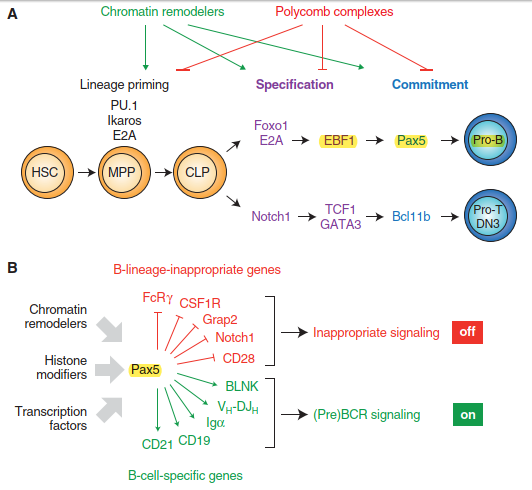 A
Chromatin remodelers
Polycomb complexes
Lineage priming
Specification
Commitment
PU.1
Ikaros
E2A
HSC
MPP
CLP
Foxo1
E2A
EBF1
Pax5
Pro-B
Notch1
TCF1
GATA3
Bcl11b
Pro-T
DN3
B
B-lineage-inappropriate genes
Chromatin
remodelers
Histone
modifiers
Transcription
factors
Pax5
FcRγ
CSF1R
Grap2
Notch1
CD28
BLNK
VH-DJH
Igα
CD19
CD21
B-cell-specific genes
Inappropriate signaling
off
(Pre)BCR signaling
on